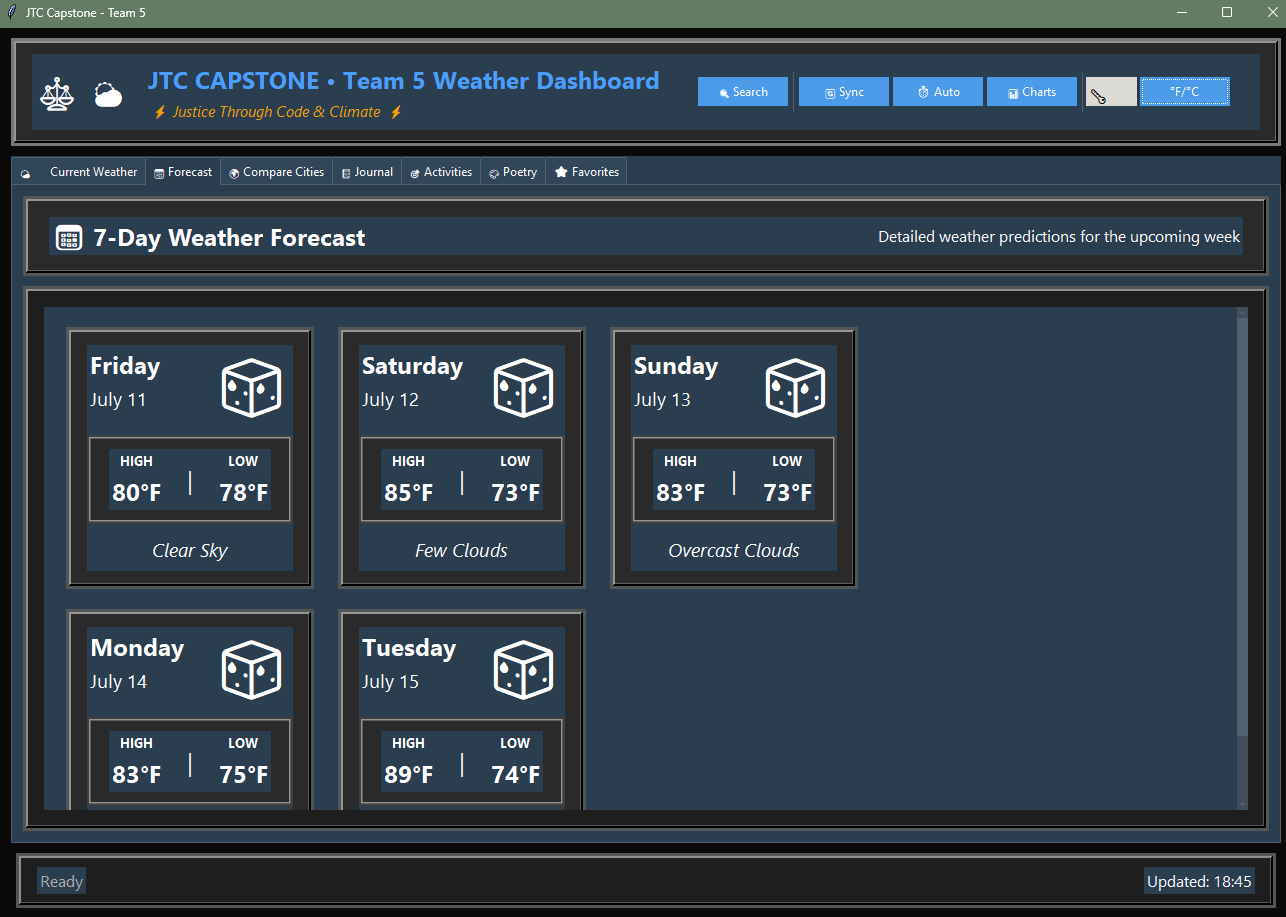 JTC Capstone - Team 5
JTC CAPSTONE • Team 5 Weather Dashboard
⚡ Justice Through Code & Climate ⚡
Search
Sync
Auto
Charts
°F/°C
Current Weather
Forecast
Compare Cities
Journal
Activities
Poetry
Favorites
7-Day Weather Forecast
Detailed weather predictions for the upcoming week
Friday
July 11
HIGH LOW
80°F | 78°F
Clear Sky
Saturday
July 12
HIGH LOW
85°F | 73°F
Few Clouds
Sunday
July 13
HIGH LOW
83°F | 73°F
Overcast Clouds
Monday
July 14
HIGH LOW
83°F | 75°F
Tuesday
July 15
HIGH LOW
89°F | 74°F
Ready
Updated: 18:45